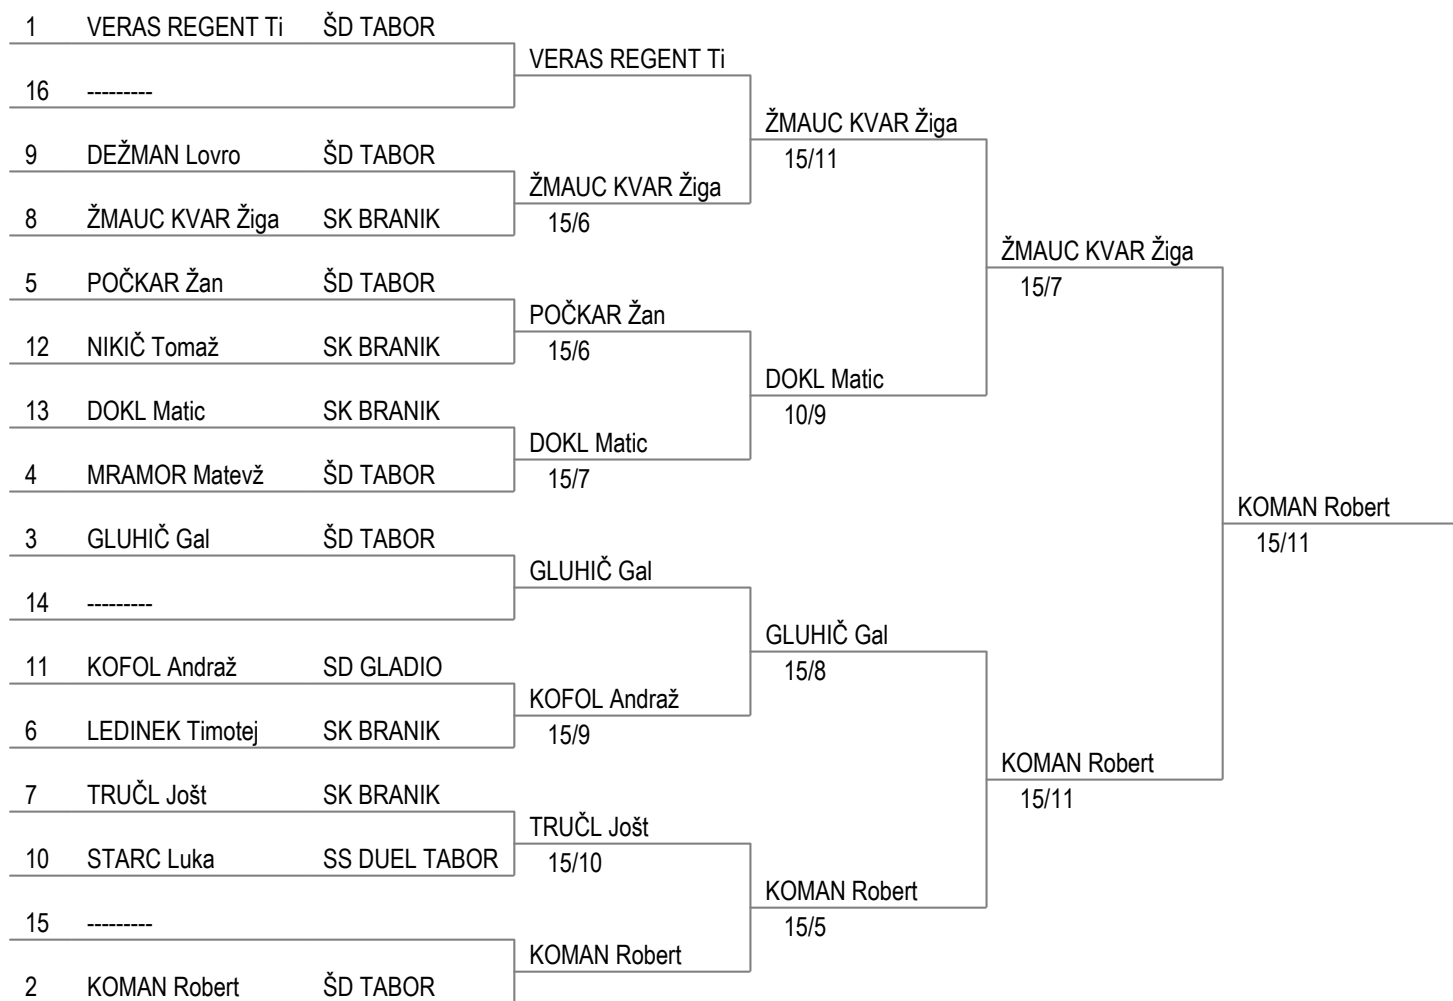 1 VERAS REGENT Ti ŠD TABOR
VERAS REGENT Ti
16 ---------
ŽMAUC KVAR Žiga
15/11
9 DEŽMAN Lovro ŠD TABOR
ŽMAUC KVAR Žiga
15/6
8 ŽMAUC KVAR Žiga SK BRANIK
ŽMAUC KVAR Žiga
15/7
5 POČKAR Žan ŠD TABOR
POČKAR Žan
15/6
12 NIKIČ Tomaž SK BRANIK
DOKL Matic
10/9
13 DOKL Matic SK BRANIK
DOKL Matic
15/7
4 MRAMOR Matevž ŠD TABOR
KOMAN Robert
15/11
3 GLUHIČ Gal ŠD TABOR
GLUHIČ Gal
14 ---------
GLUHIČ Gal
15/8
11 KOFOL Andraž SD GLADIO
KOFOL Andraž
15/9
6 LEDINEK Timotej SK BRANIK
KOMAN Robert
15/11
7 TRUČL Jošt SK BRANIK
TRUČL Jošt
15/10
10 STARC Luka SS DUEL TABOR
KOMAN Robert
15/5
15 ---------
KOMAN Robert
2 KOMAN Robert ŠD TABOR